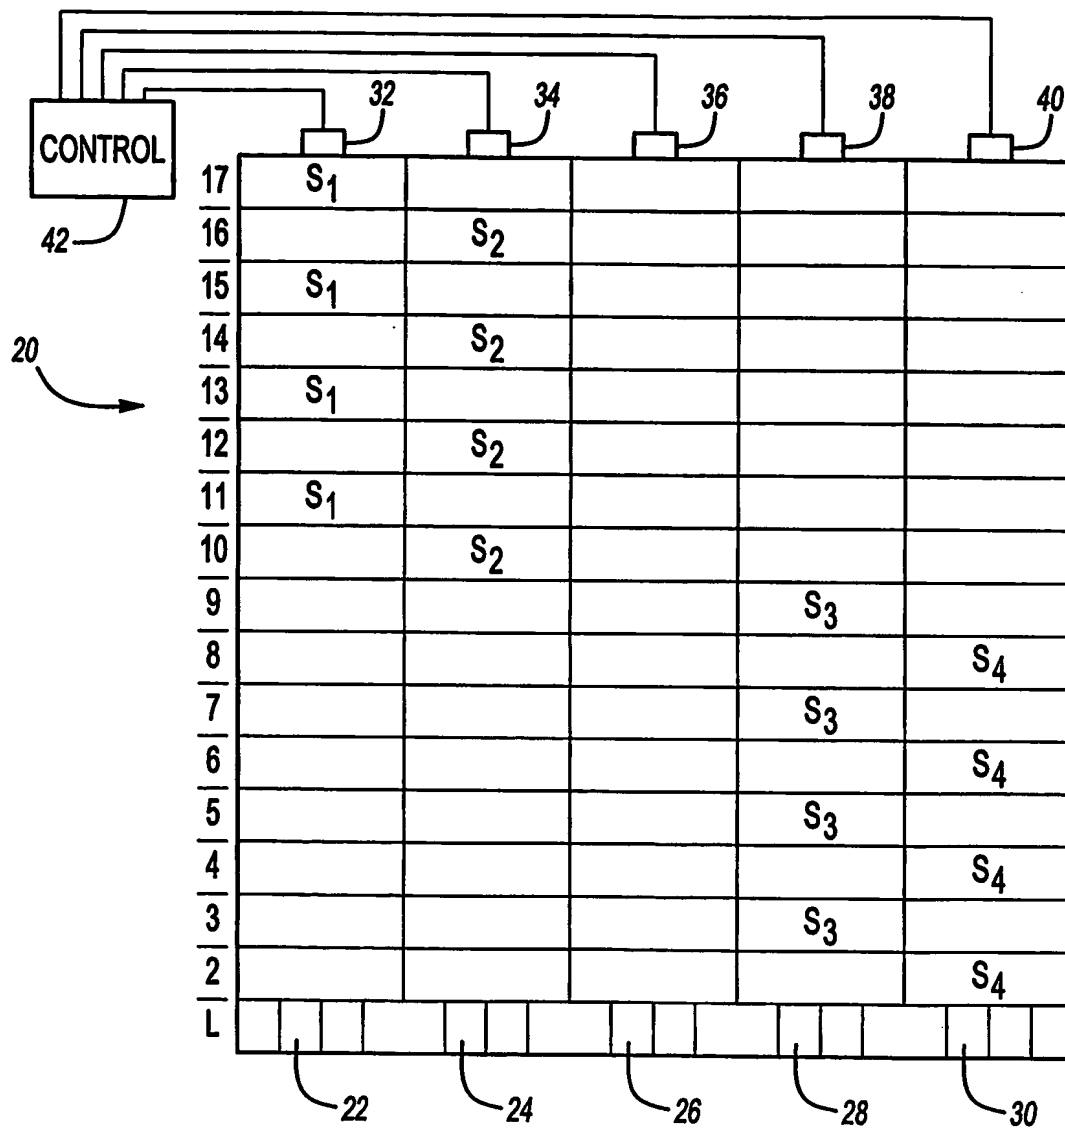 32 34 36 38 40
CONTROL
42
17 S1
16 S2
15 S1
14 S2
20
13 S1
12 S2
11 S1
10 S2
9 S3
8 S4
7 S3
6 S4
5 S3
4 S4
3 S3
2 S4
L
22 24 26 28 30